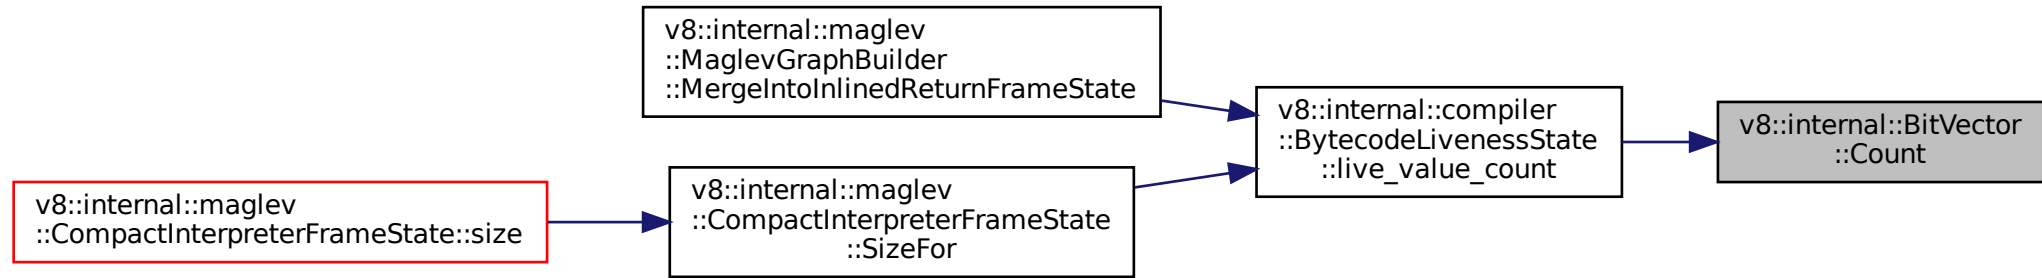 v8::internal::maglev
::MaglevGraphBuilder
::MergeIntoInlinedReturnFrameState
v8::internal::maglev
::CompactInterpreterFrameState::size
v8::internal::maglev
::CompactInterpreterFrameState
::SizeFor
v8::internal::compiler
::BytecodeLivenessState
::live_value_count
v8::internal::BitVector
::Count